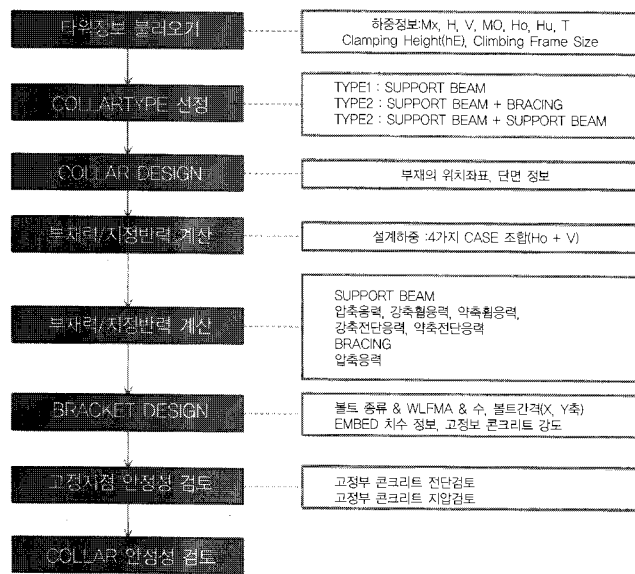 타워정보 불러오기
하중정보:Mx, H, V, MO, Ho, Hu, T
Clamping Height(hE), Climbing Frame Size
COLLARTYPE 선정
TYPE1 : SUPPORT BEAM
TYPE2 : SUPPORT BEAM + BRACING
TYPE2 : SUPPORT BEAM + SUPPORT BEAM
COLLAR DESIGN
부재의 위치좌표, 단면 정보
부재력/지점반력 계산
설계하중 :4가지 CASE 조합(Ho + V)
부재력/지점반력 계산
SUPPORT BEAM
압축응력, 강축휨응력, 약축휨응력,
강축전단응력, 약축전단응력
BRACING
압축응력
BRACKET DESIGN
볼트 종류 & WLFMA & 수, 볼트간격(X, Y축)
EMBED 치수 정보, 고정보 콘크리트 강도
고정지점 안정성 검토
고정부 콘크리트 전단검토
고정부 콘크리트 지압검토
COLLAR 안정성 검토